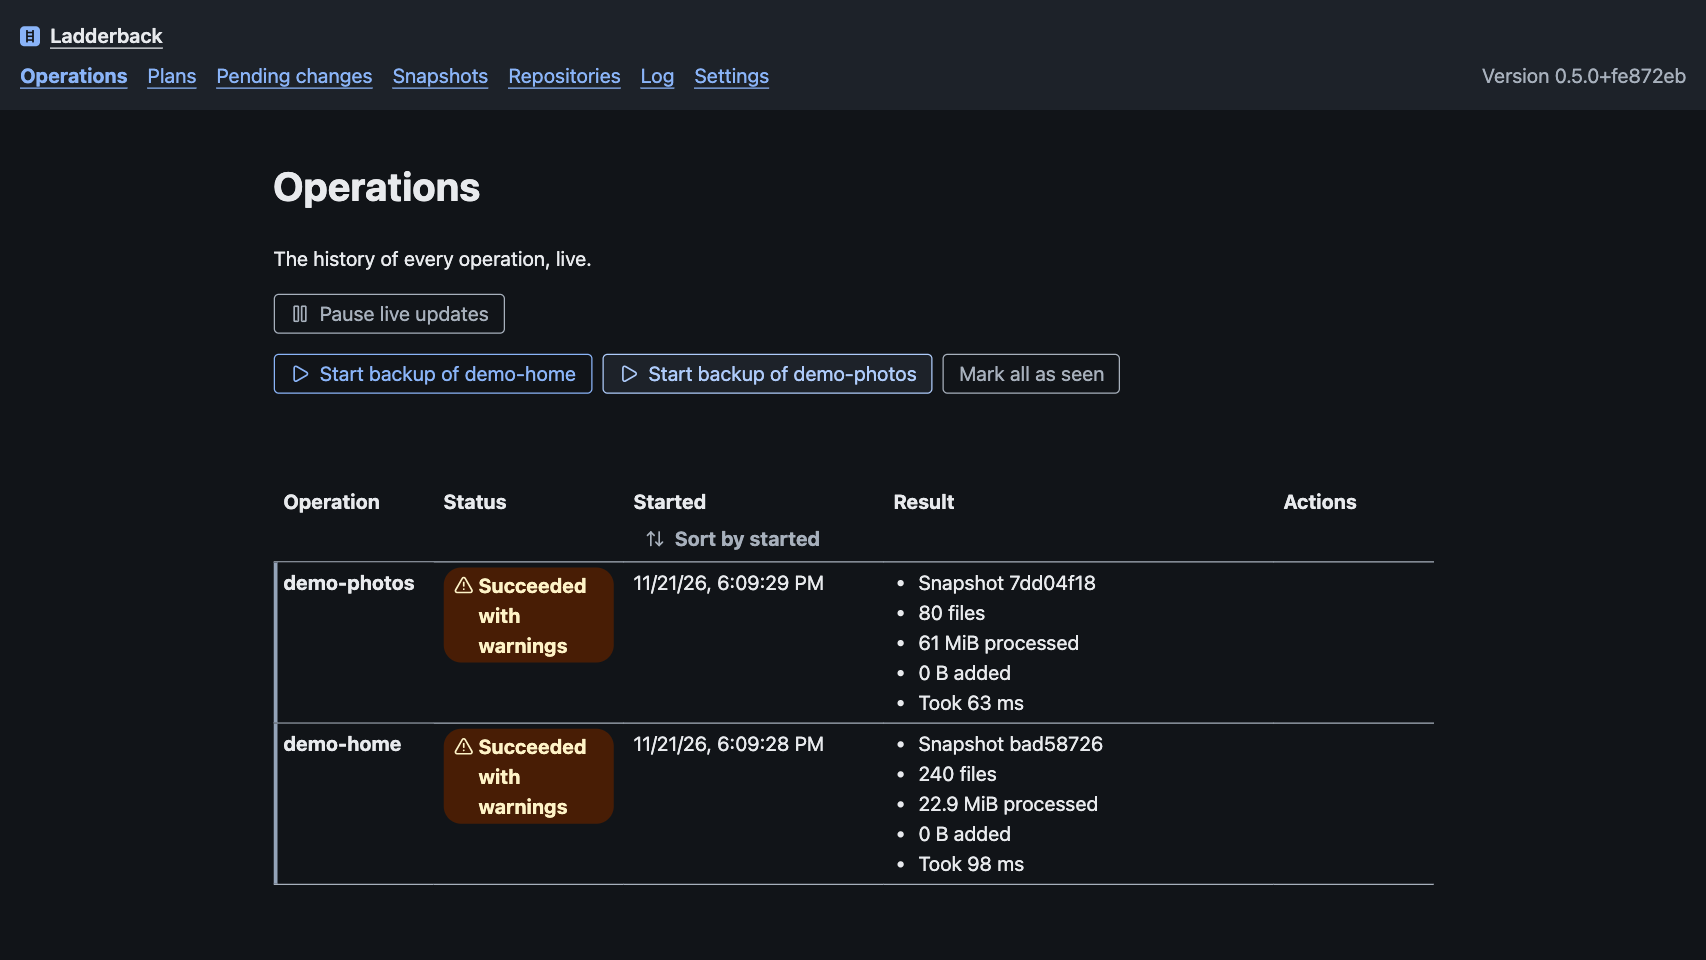 Ladderback
Operations Plans Pending changes Snapshots Repositories Log Settings Version 0.5.0+fe872eb
Operations
The history of every operation, live.
Pause live updates
Start backup of demo-home Start backup of demo-photos Mark all as seen
Operation Status Started Result Actions
Sort by started
demo-photos Succeeded with warnings 11/21/26, 6:09:29 PM
• Snapshot 7dd04f18
• 80 files
• 61 MiB processed
• 0 B added
• Took 63 ms
demo-home Succeeded with warnings 11/21/26, 6:09:28 PM
• Snapshot bad58726
• 240 files
• 22.9 MiB processed
• 0 B added
• Took 98 ms